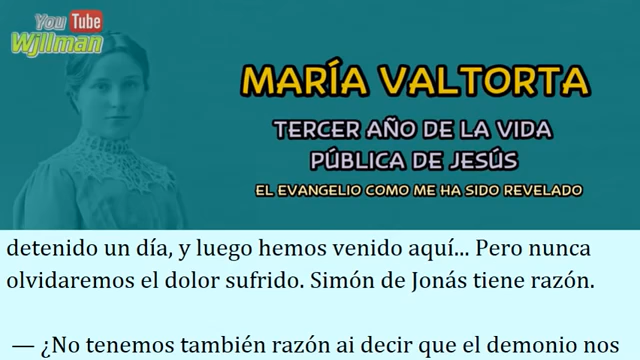 You Tube
Wjllman
MARÍA VALTORTA
TERCER AÑO DE LA VIDA
PÚBLICA DE JESÚS
EL EVANGELIO COMO ME HA SIDO REVELADO
detenido un día, y luego hemos venido aquí... Pero nunca
olvidaremos el dolor sufrido. Simón de Jonás tiene razón.
— ¿No tenemos también razón ai decir que el demonio nos